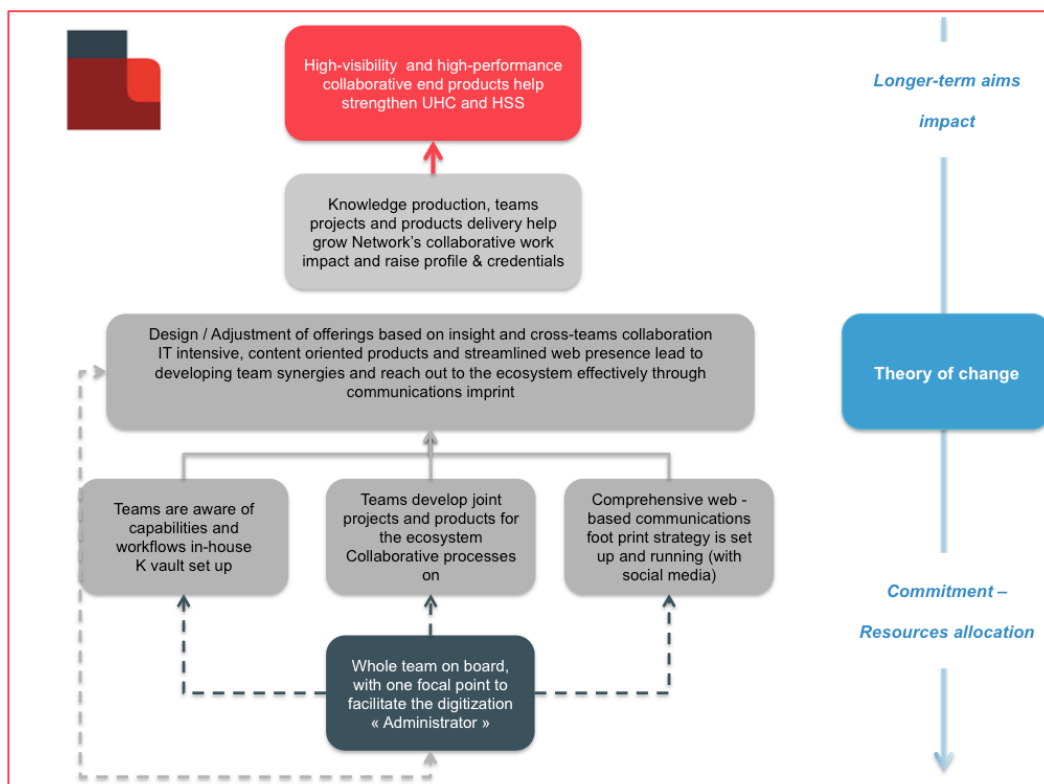 High-visibility and high-performance
collaborative end products help
strengthen UHC and HSS
Longer-term aims
impact
Knowledge production, teams
projects and products delivery help
grow Network's collaborative work
impact and raise profile & credentials
Design / Adjustment of offerings based on insight and cross-teams collaboration
IT intensive, content oriented products and streamlined web presence lead to
developing team synergies and reach out to the ecosystem effectively through
communications imprint
Theory of change
Teams are aware of
capabilities and
workflows in-house
K vault set up
Teams develop joint
projects and products for
the ecosystem
Collaborative processes
on
Comprehensive web -
based communications
foot print strategy is set
up and running (with
social media)
Commitment –
Resources allocation
Whole team on board,
with one focal point to
facilitate the digitization
« Administrator »